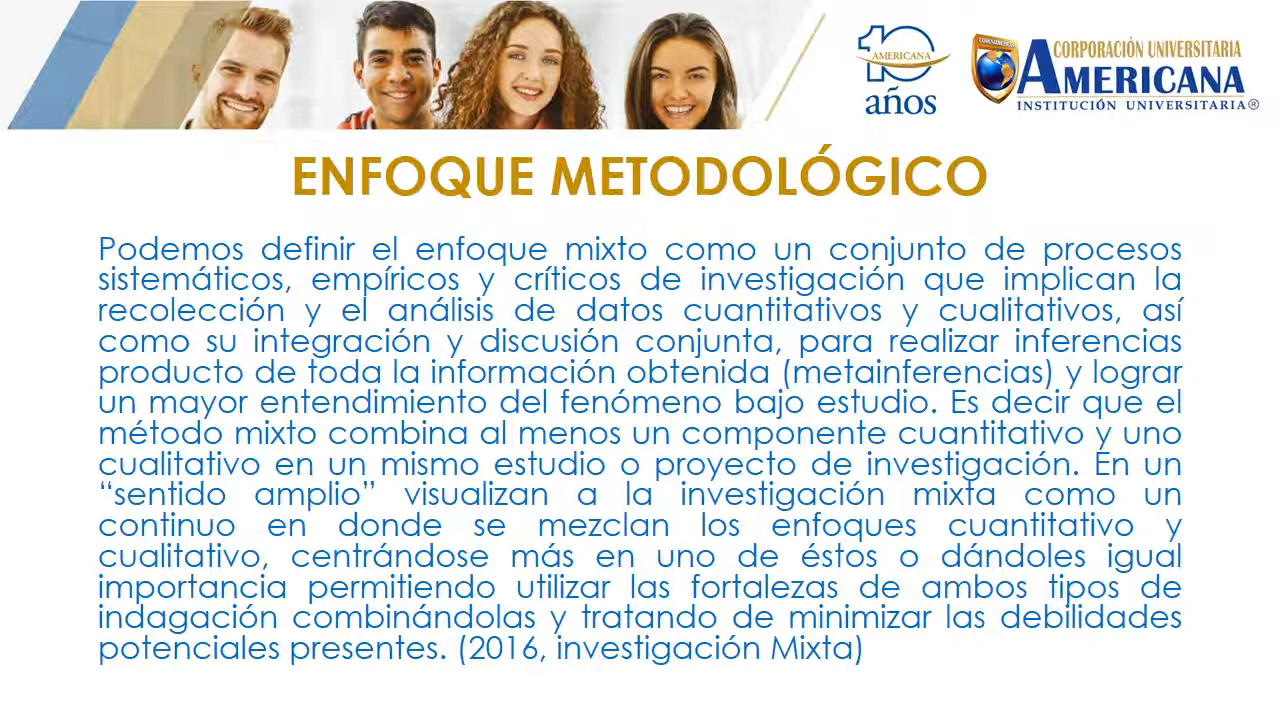 10
AMERICANA
años
CORPORACIÓN UNIVERSITARIA
AMERICANA
INSTITUCIÓN UNIVERSITARIA®
ENFOQUE METODOLÓGICO
Podemos definir el enfoque mixto como un conjunto de procesos
sistemáticos, empíricos y críticos de investigación que implican la
recolección y el análisis de datos cuantitativos y cualitativos, así
como su integración y discusión conjunta, para realizar inferencias
producto de toda la información obtenida (metainferencias) y lograr
un mayor entendimiento del fenómeno bajo estudio. Es decir que el
método mixto combina al menos un componente cuantitativo y uno
cualitativo en un mismo estudio o proyecto de investigación. En un
“sentido amplio” visualizan a la investigación mixta como un
continuo en donde se mezclan los enfoques cuantitativo y
cualitativo, centrándose más en uno de éstos o dándoles igual
importancia permitiendo utilizar las fortalezas de ambos tipos de
indagación combinándolas y tratando de minimizar las debilidades
potenciales presentes. (2016, investigación Mixta)